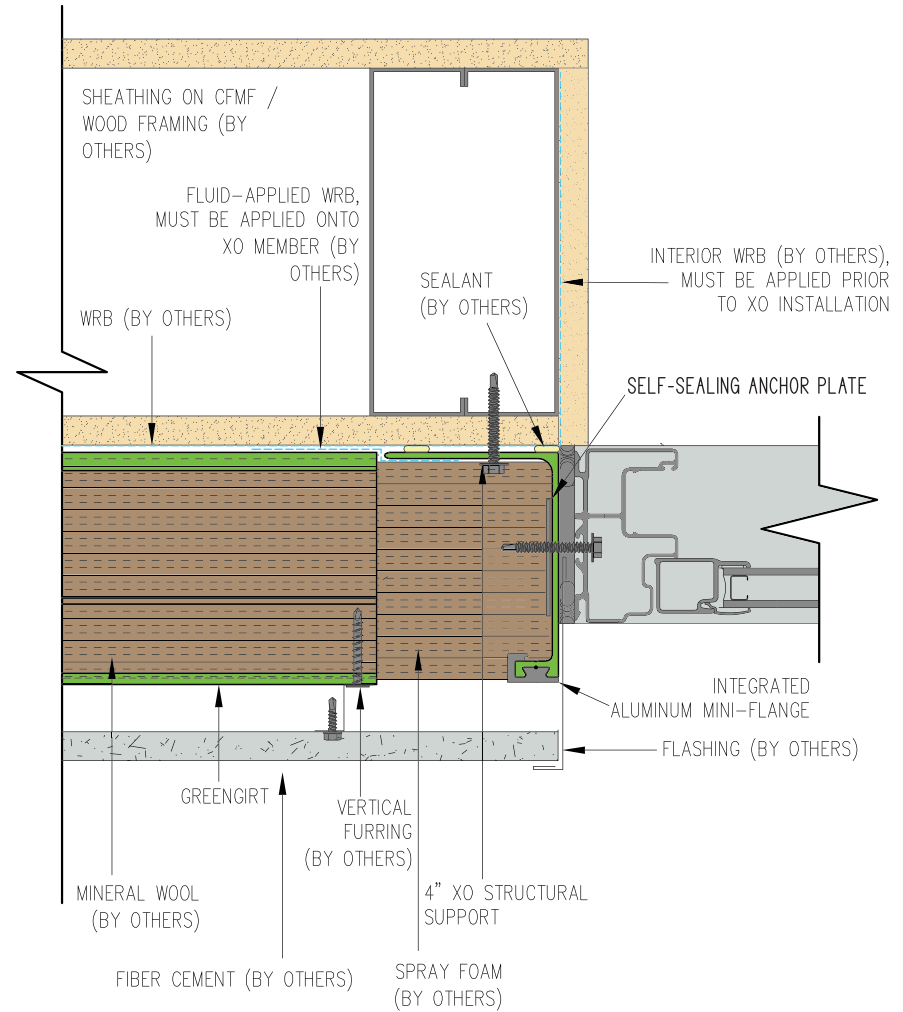 SHEATHING ON CFMF /
WOOD FRAMING (BY
OTHERS)
FLUID-APPLIED WRB,
MUST BE APPLIED ONTO
XO MEMBER (BY
OTHERS)
SEALANT
(BY OTHERS)
INTERIOR WRB (BY OTHERS),
MUST BE APPLIED PRIOR
TO XO INSTALLATION
WRB (BY OTHERS)
SELF-SEALING ANCHOR PLATE
INTEGRATED
ALUMINUM MINI-FLANGE
FLASHING (BY OTHERS)
GREENGIRT
VERTICAL
FURRING
(BY OTHERS)
MINERAL WOOL
(BY OTHERS)
4” XO STRUCTURAL
SUPPORT
FIBER CEMENT (BY OTHERS)
SPRAY FOAM
(BY OTHERS)